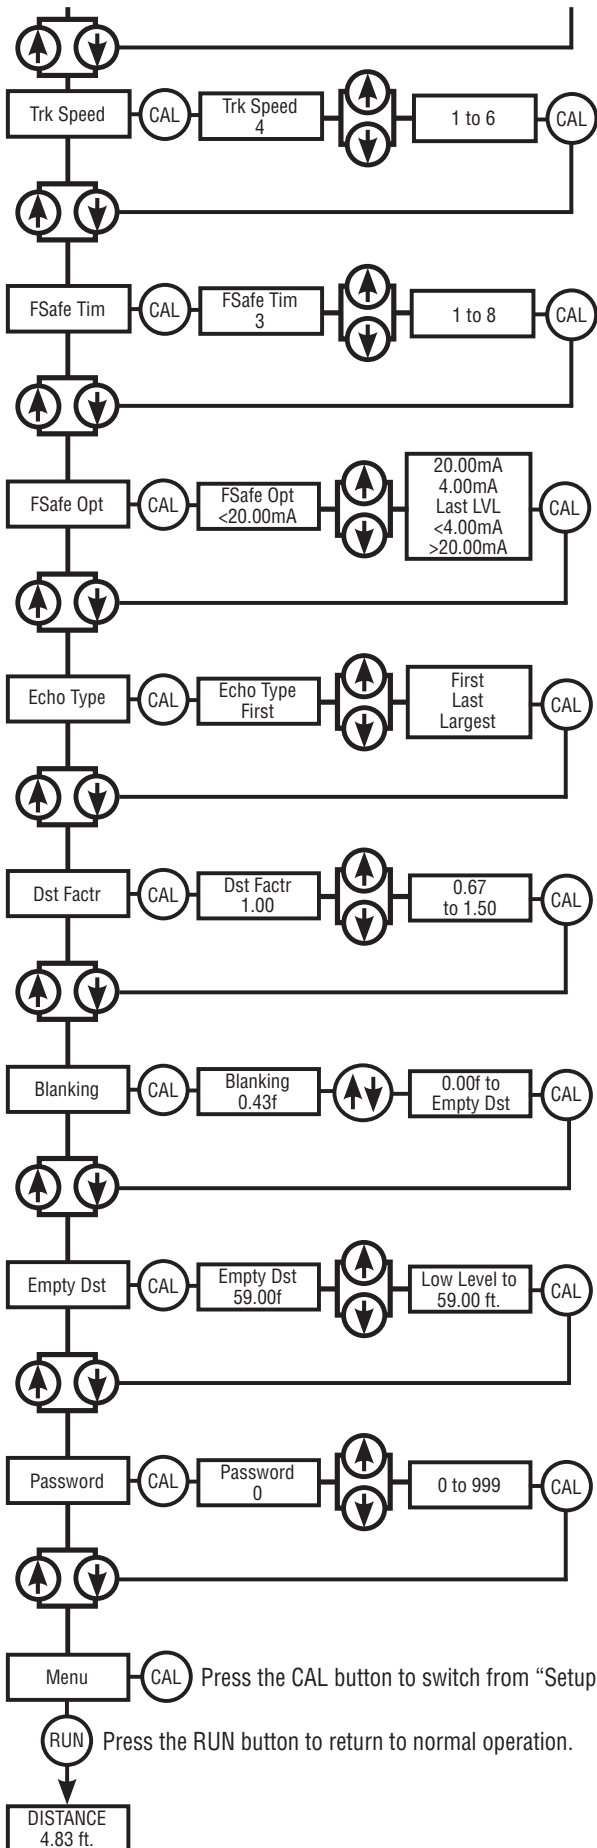 Trk Speed
CAL
Trk Speed
4
1 to 6
CAL
FSafe Tim
CAL
FSafe Tim
3
1 to 8
CAL
FSafe Opt
CAL
FSafe Opt
<20.00mA
20.00mA
4.00mA
Last LVL
<4.00mA
>20.00mA
CAL
Echo Type
CAL
Echo Type
First
First
Last
Largest
CAL
Dst Factr
CAL
Dst Factr
1.00
0.67
to 1.50
CAL
Blanking
CAL
Blanking
0.43f
0.00f to
Empty Dst
CAL
Empty Dst
CAL
Empty Dst
59.00f
Low Level to
59.00 ft.
CAL
Password
CAL
Password
0
0 to 999
CAL
Menu
CAL
Press the CAL button to switch from “Setup
RUN
Press the RUN button to return to normal operation.
DISTANCE
4.83 ft.